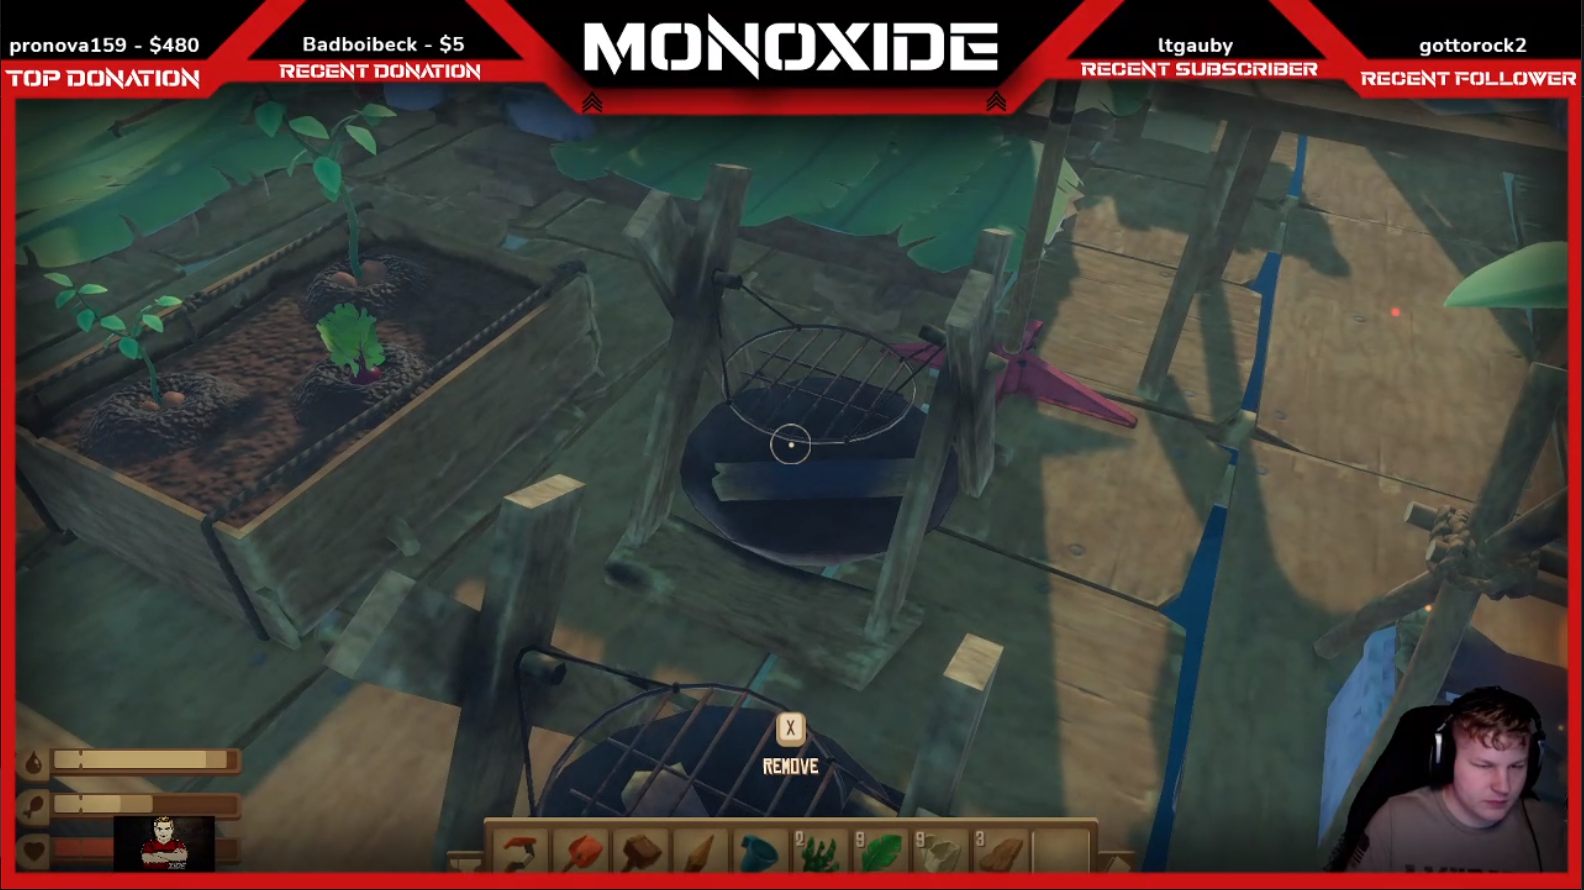 pronova159 - $480
TOP DONATION
Badboibeck - $5
RECENT DONATION
MONOXIDE
ltgauby
RECENT SUBSCRIBER
gottorock2
RECENT FOLLOWER
X
REMOVE
2
9
9
3